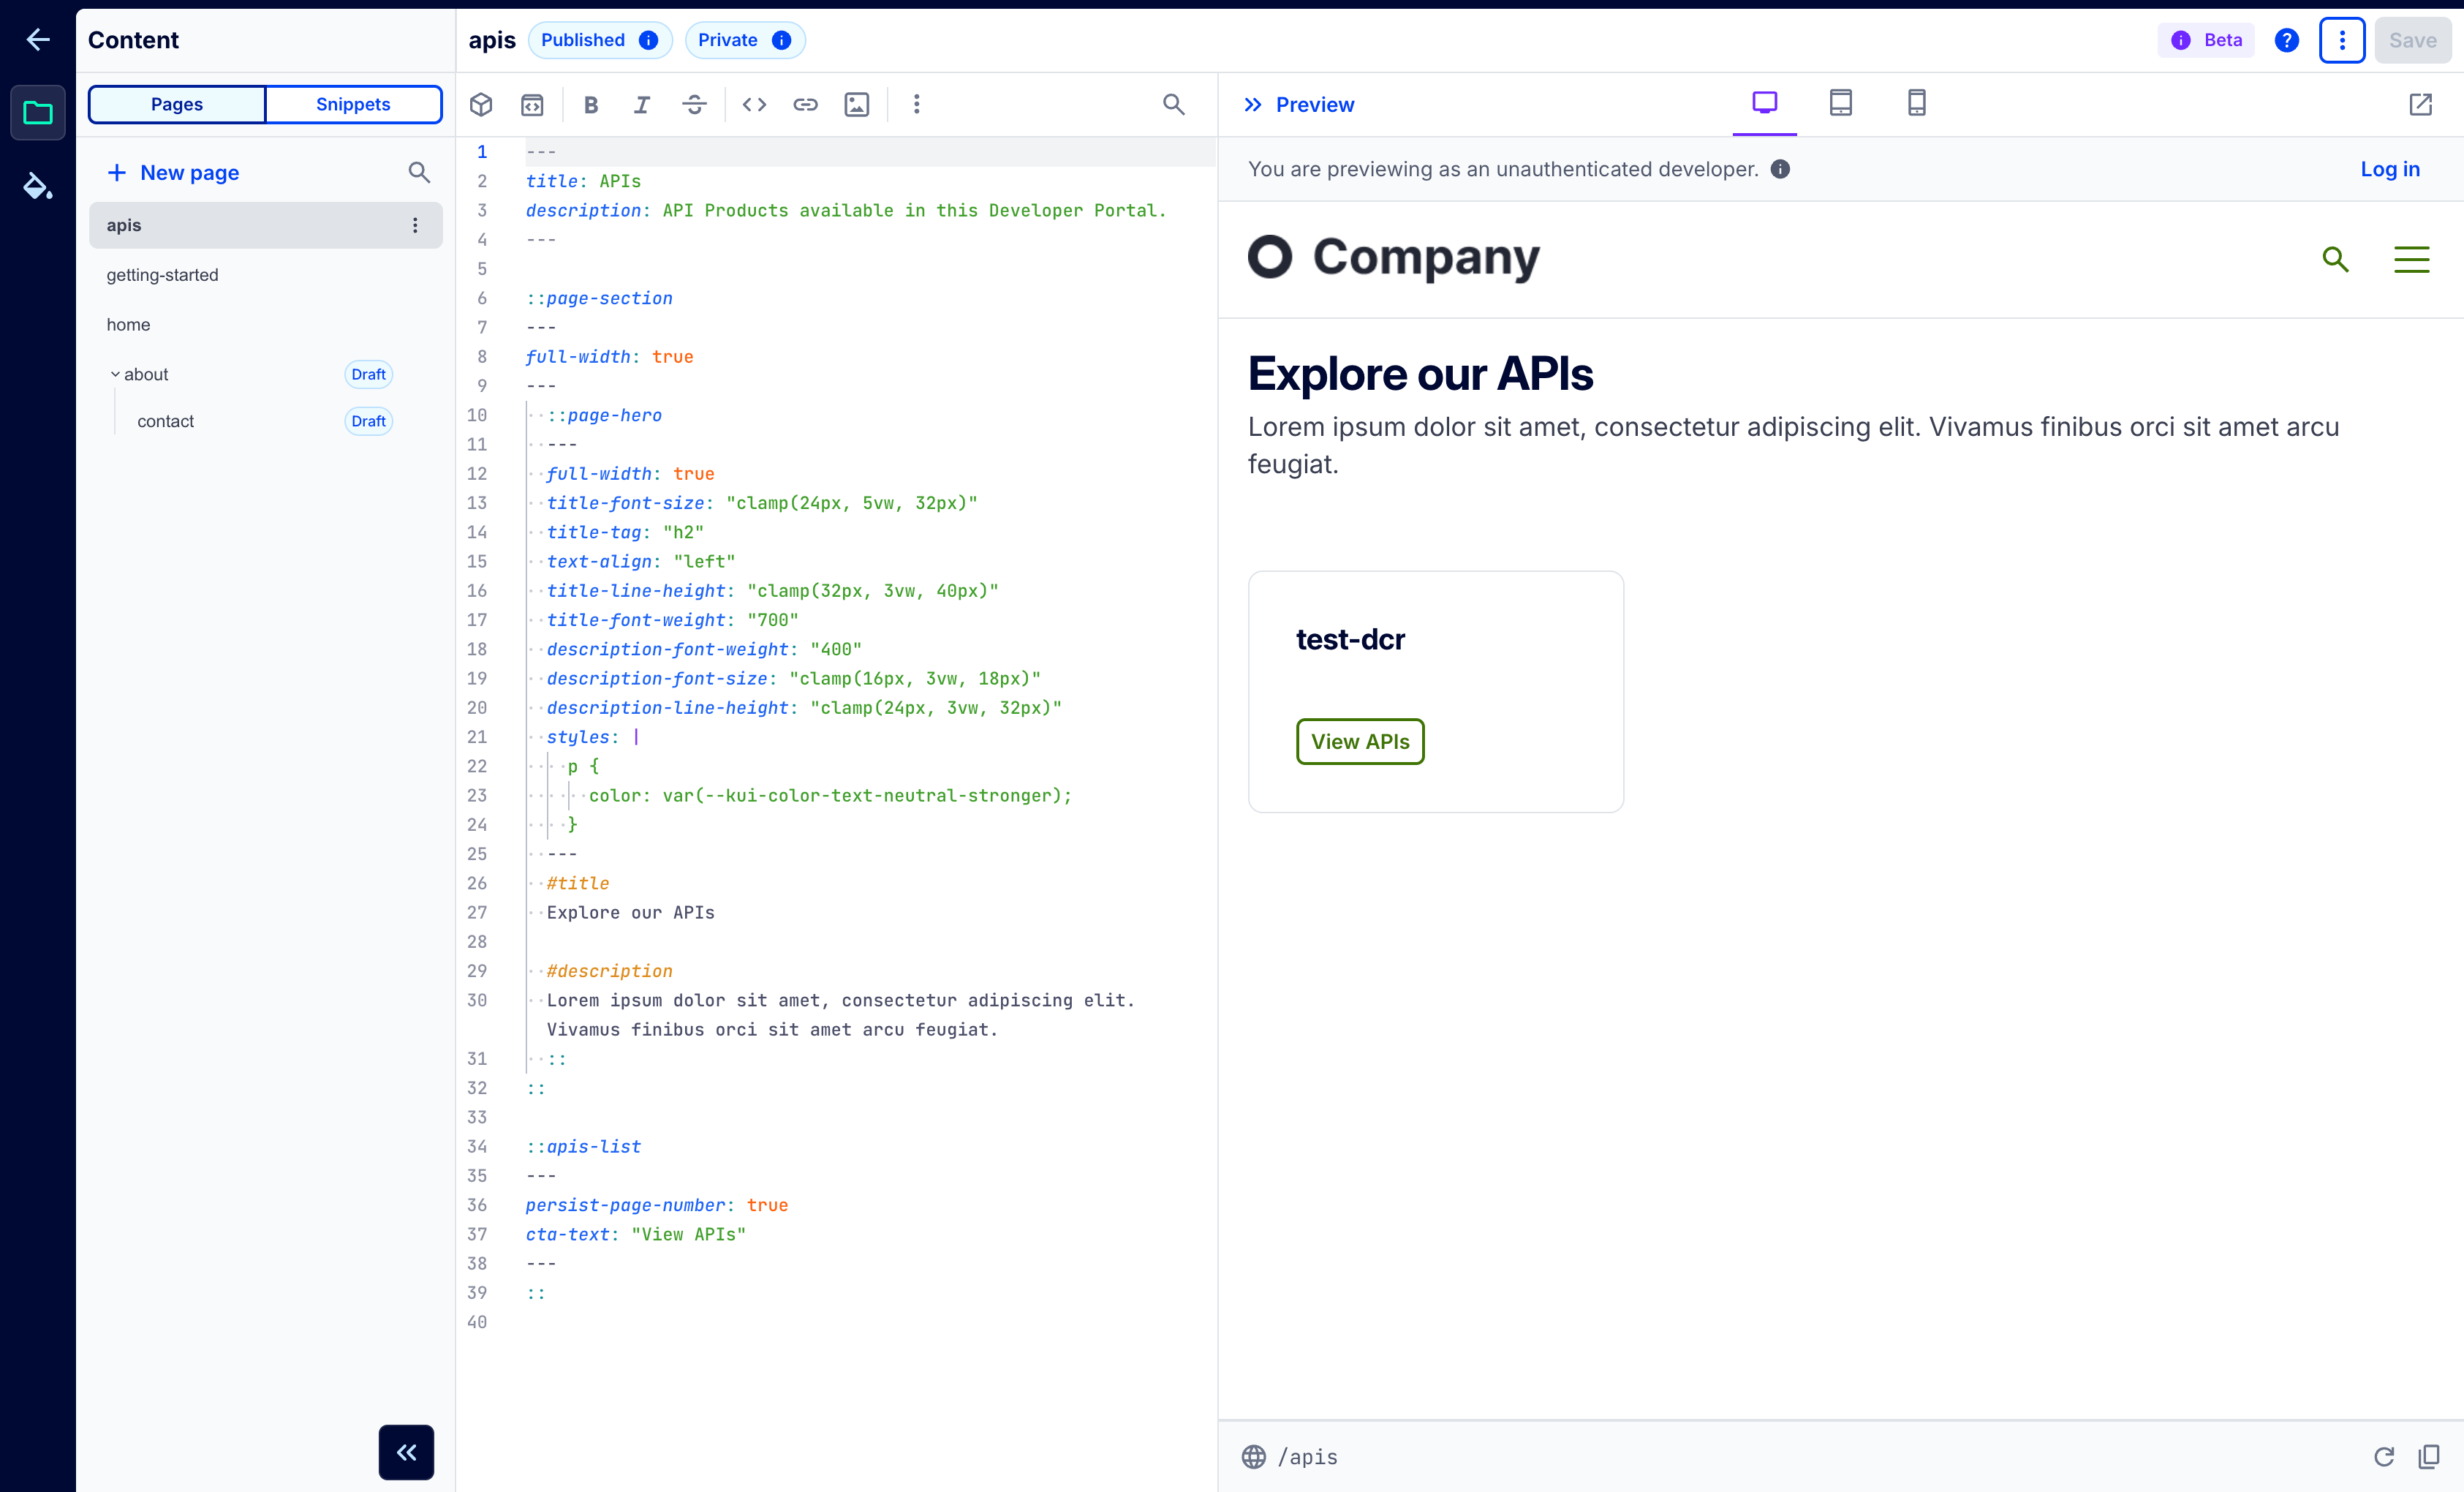 Content
apis
Published
Private
Beta
Save
Pages
Snippets
New page
apis
getting-started
home
about
Draft
contact
Draft
1 ---
2 title: APIs
3 description: API Products available in this Developer Portal.
4 ---
5
6 ::page-section
7 ---
8 full-width: true
9 ---
10 ::page-hero
11 ---
12 full-width: true
13 title-font-size: "clamp(24px, 5vw, 32px)"
14 title-tag: "h2"
15 text-align: "left"
16 title-line-height: "clamp(32px, 3vw, 40px)"
17 title-font-weight: "700"
18 description-font-weight: "400"
19 description-font-size: "clamp(16px, 3vw, 18px)"
20 description-line-height: "clamp(24px, 3vw, 32px)"
21 styles: |
22 p {
23 color: var(--kui-color-text-neutral-stronger);
24 }
25 ---
26 #title
27 Explore our APIs
28
29 #description
30 Lorem ipsum dolor sit amet, consectetur adipiscing elit.
Vivamus finibus orci sit amet arcu feugiat.
31 ::
32 ::
33
34 ::apis-list
35 ---
36 persist-page-number: true
37 cta-text: "View APIs"
38 ---
39 ::
40
Preview
You are previewing as an unauthenticated developer.
Log in
Company
Explore our APIs
Lorem ipsum dolor sit amet, consectetur adipiscing elit. Vivamus finibus orci sit amet arcu
feugiat.
test-dcr
View APIs
/apis